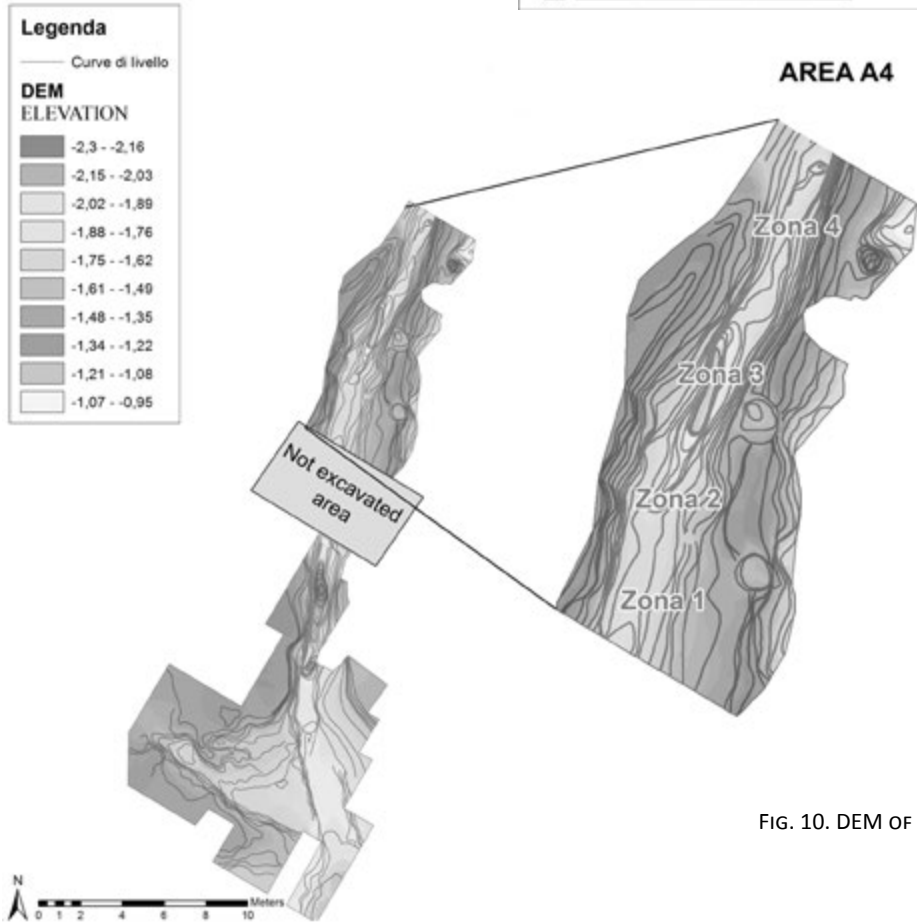 Legenda
Curve di livello
DEM
ELEVATION
-2,3 - -2,16
-2,15 - -2,03
-2,02 - -1,89
-1,88 - -1,76
-1,75 - -1,62
-1,61 - -1,49
-1,48 - -1,35
-1,34 - -1,22
-1,21 - -1,08
-1,07 - -0,95
AREA A4
Zona 4
Zona 3
Zona 2
Zona 1
Not excavated
area
FIG. 10. DEM OF
N
0 1 2 4 6 8 10 Meters